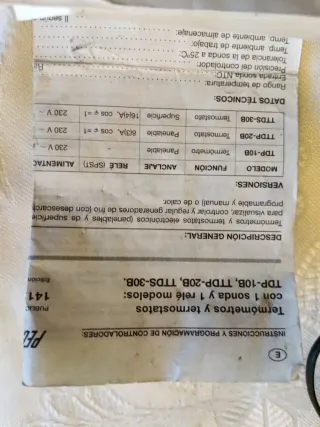 E
INSTRUCCIONES Y PROGRAMACIÓN DE CONTROLADORES:
Termómetros y termostatos
con 1 sonda y 1 relé modelos:
TDP-10B, TTDP-20B, TTDS-30B.
141
DESCRIPCIÓN GENERAL:
Termómetros y termostatos electrónicos (panelables) y de superficie
para visualizar, controlar y regular generadores de frío (con desescarche
programable y manual) o de calor.
VERSIONES:
MODELO FUNCIÓN ANCLAJE RELÉ (SPST)
TDP-10B Termómetro Panelable - 230 V ~
TTDP-20B Termostato Panelable 8(3)A, cos φ =1 230 V ~
TTDS-30B Termostato Superficie 16(4)A, cos φ =1 230 V ~
DATOS TÉCNICOS:
Rango de temperatura:
Entrada sonda NTC:
Precisión del controlador:
Tolerancia de la sonda a 25°C:
Temp. ambiente de trabajo:
Temp. ambiente de almacenaje: